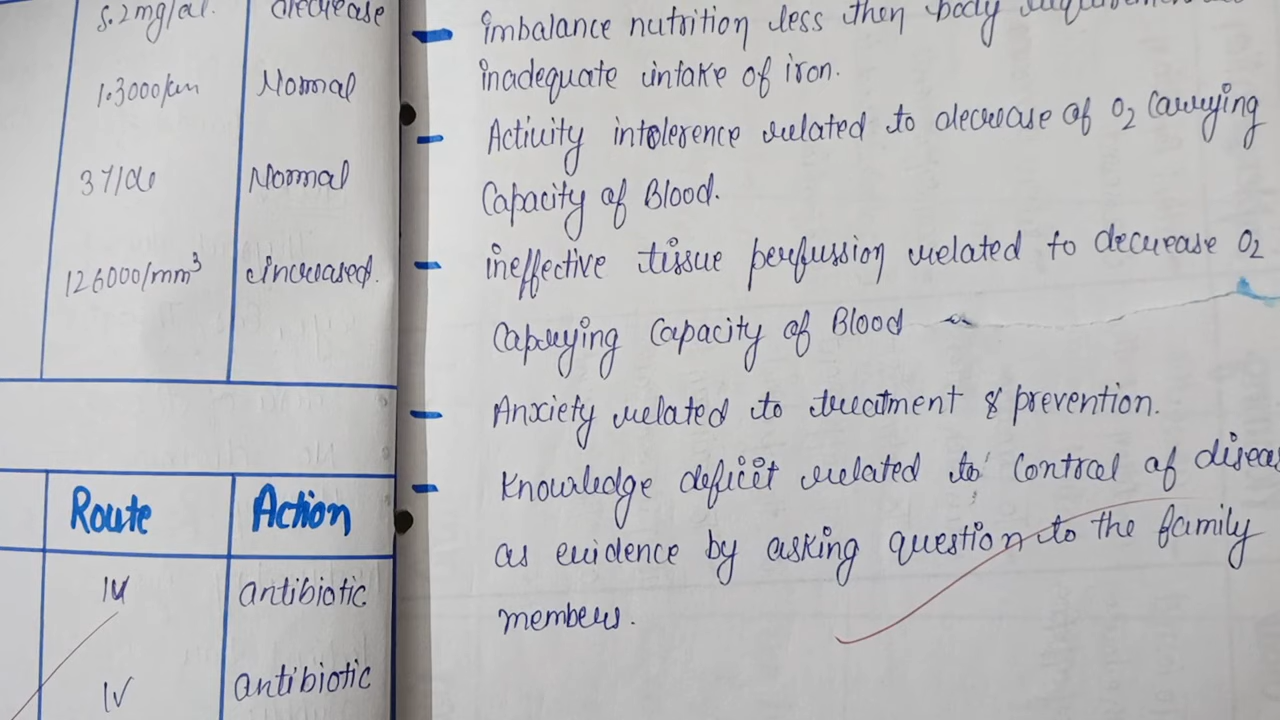 5.2mg/dl. decrease
1.3000/km Normal
Normal
126000/mm³ increased.
Route Action
IV antibiotic
IV antibiotic
- imbalance nutrition less then body
inadequate intake of iron.
- Activity intolerence related to decrease of O2 Carrying
Capacity of Blood.
- ineffective tissue perfussion related to decrease O2
Carrying Capacity of Blood
- Anxiety related to treatment & prevention.
- Knowledge deficit related to Control of diseas
as evidence by asking question to the family
members.